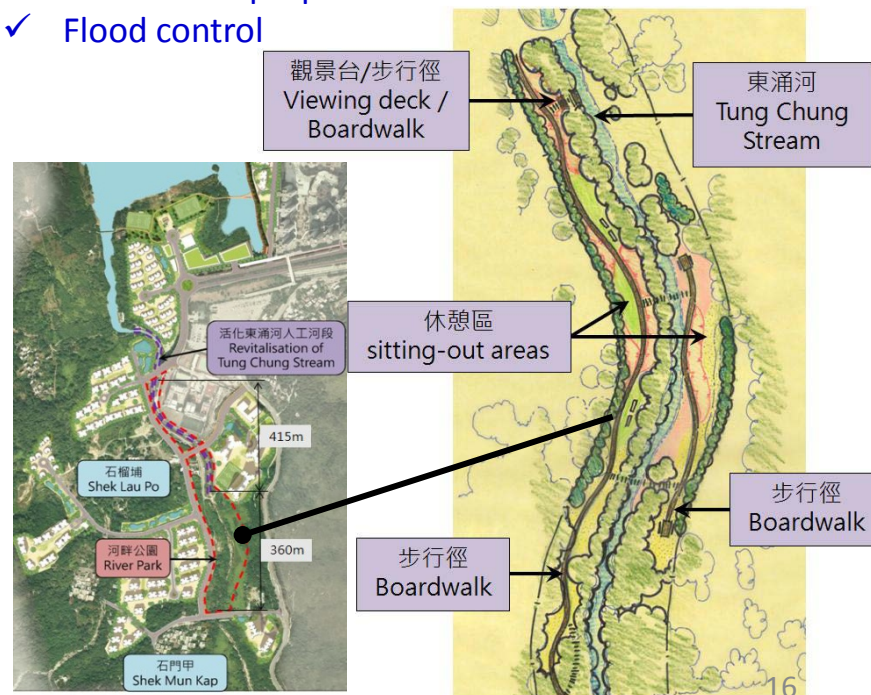 ✓ Flood control
觀景台/步行徑
Viewing deck /
Boardwalk
東涌河
Tung Chung
Stream
活化東涌河人工河段
Revitalisation of
Tung Chung Stream
休憩區
sitting-out areas
415m
石榴埔
Shek Lau Po
河畔公園
River Park
360m
步行徑
Boardwalk
步行徑
Boardwalk
石門甲
Shek Mun Kap
16